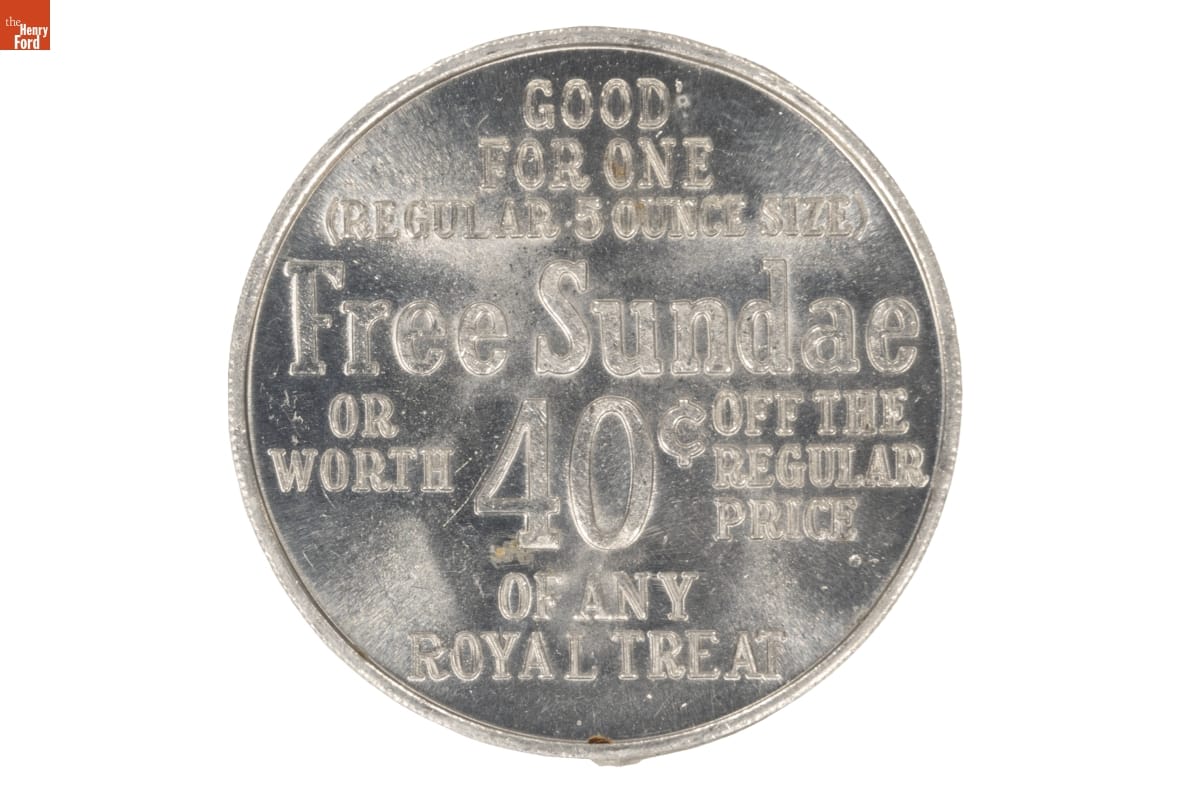 the
Henry
Ford
GOOD
FOR ONE
(REGULAR 5 OUNCE SIZE)
Free Sundae
OR WORTH 40¢ OFF THE REGULAR PRICE
OF ANY
ROYAL TREAT